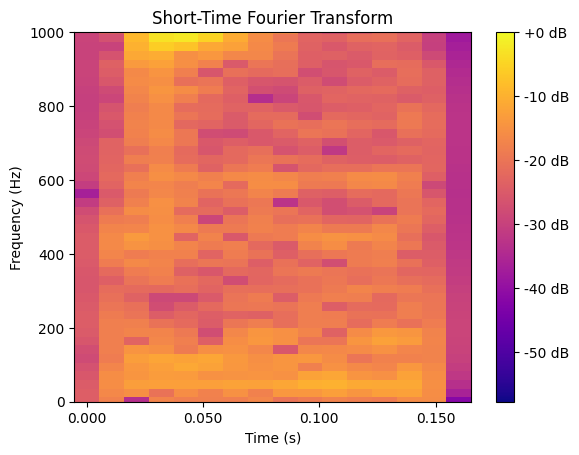 Short-Time Fourier Transform
1000
800
600
400
200
0
Frequency (Hz)
0.000
0.050
0.100
0.150
Time (s)
+0 dB
-10 dB
-20 dB
-30 dB
-40 dB
-50 dB